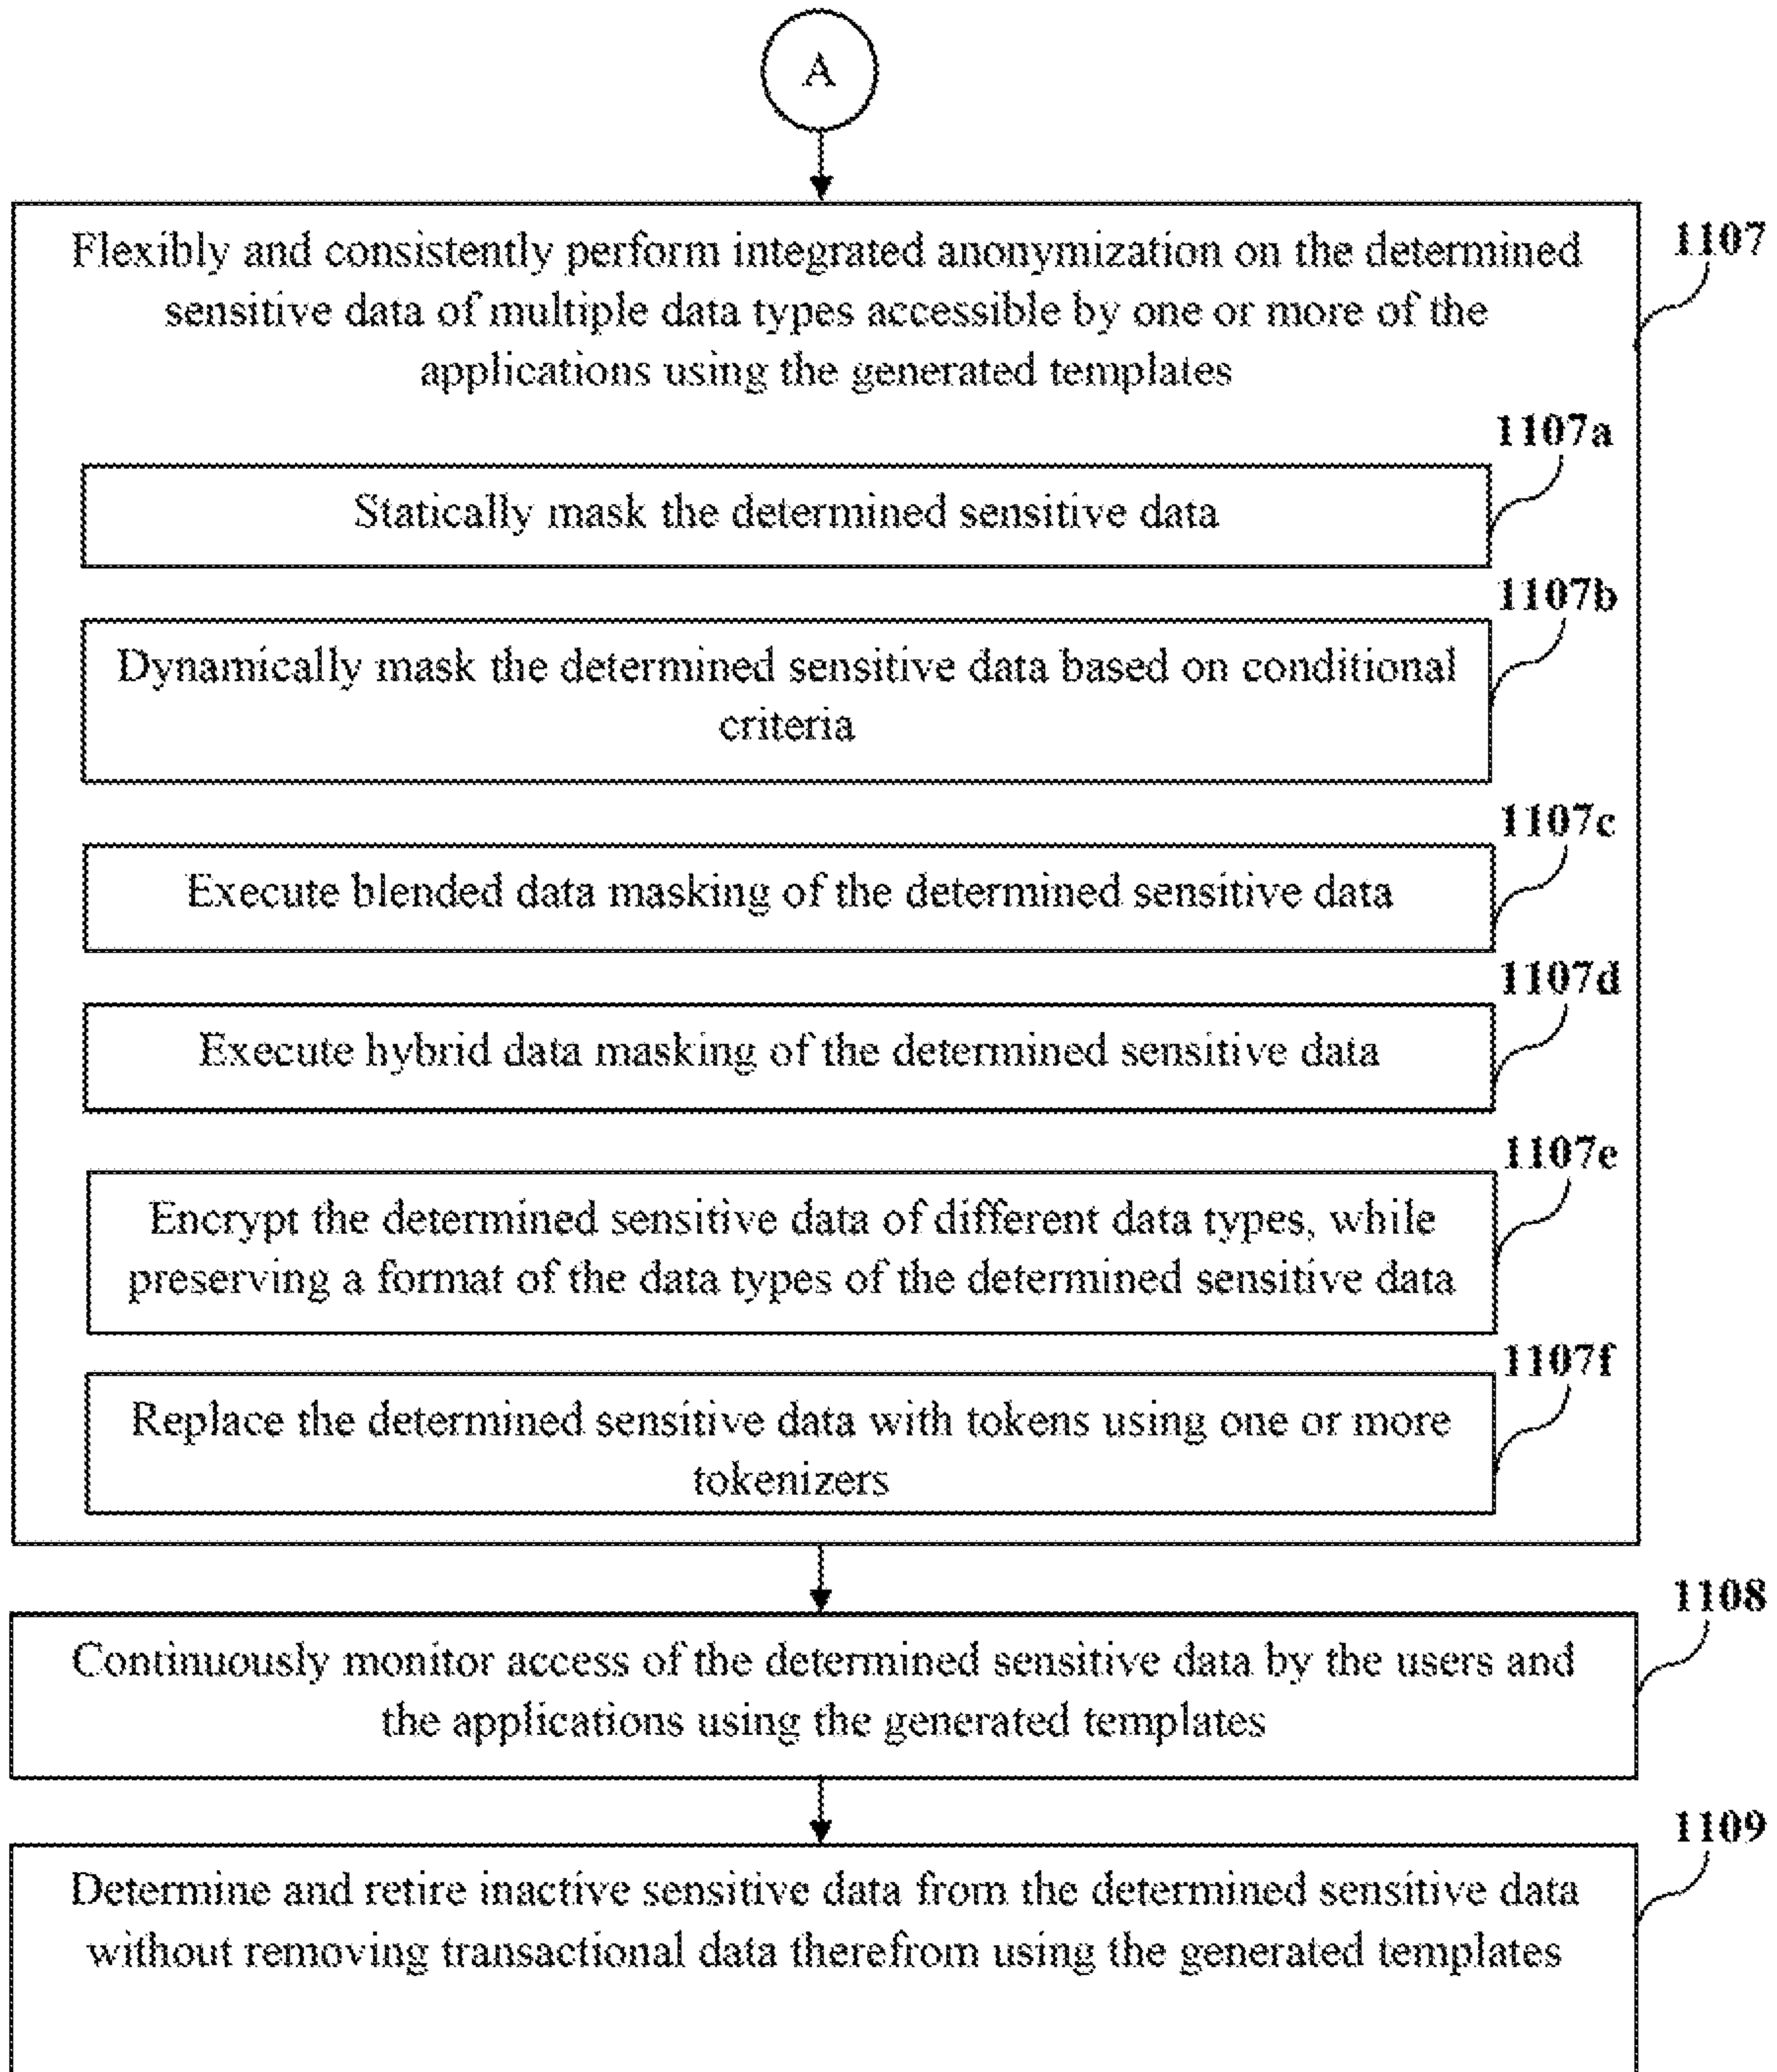 A
Flexibly and consistently perform integrated anonymization on the determined
sensitive data of multiple data types accessible by one or more of the
applications using the generated templates
1107
1107a
Statically mask the determined sensitive data
1107b
Dynamically mask the determined sensitive data based on conditional
criteria
1107c
Execute blended data masking of the determined sensitive data
1107d
Execute hybrid data masking of the determined sensitive data
1107e
Encrypt the determined sensitive data of different data types, while
preserving a format of the data types of the determined sensitive data
1107f
Replace the determined sensitive data with tokens using one or more
tokenizers
1108
Continuously monitor access of the determined sensitive data by the users and
the applications using the generated templates
1109
Determine and retire inactive sensitive data from the determined sensitive data
without removing transactional data therefrom using the generated templates